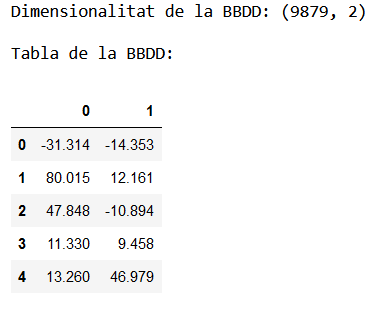 Dimensionalitat de la BBDD: (9879, 2)
Tabla de la BBDD:
0 1
0 -31.314 -14.353
1 80.015 12.161
2 47.848 -10.894
3 11.330 9.458
4 13.260 46.979